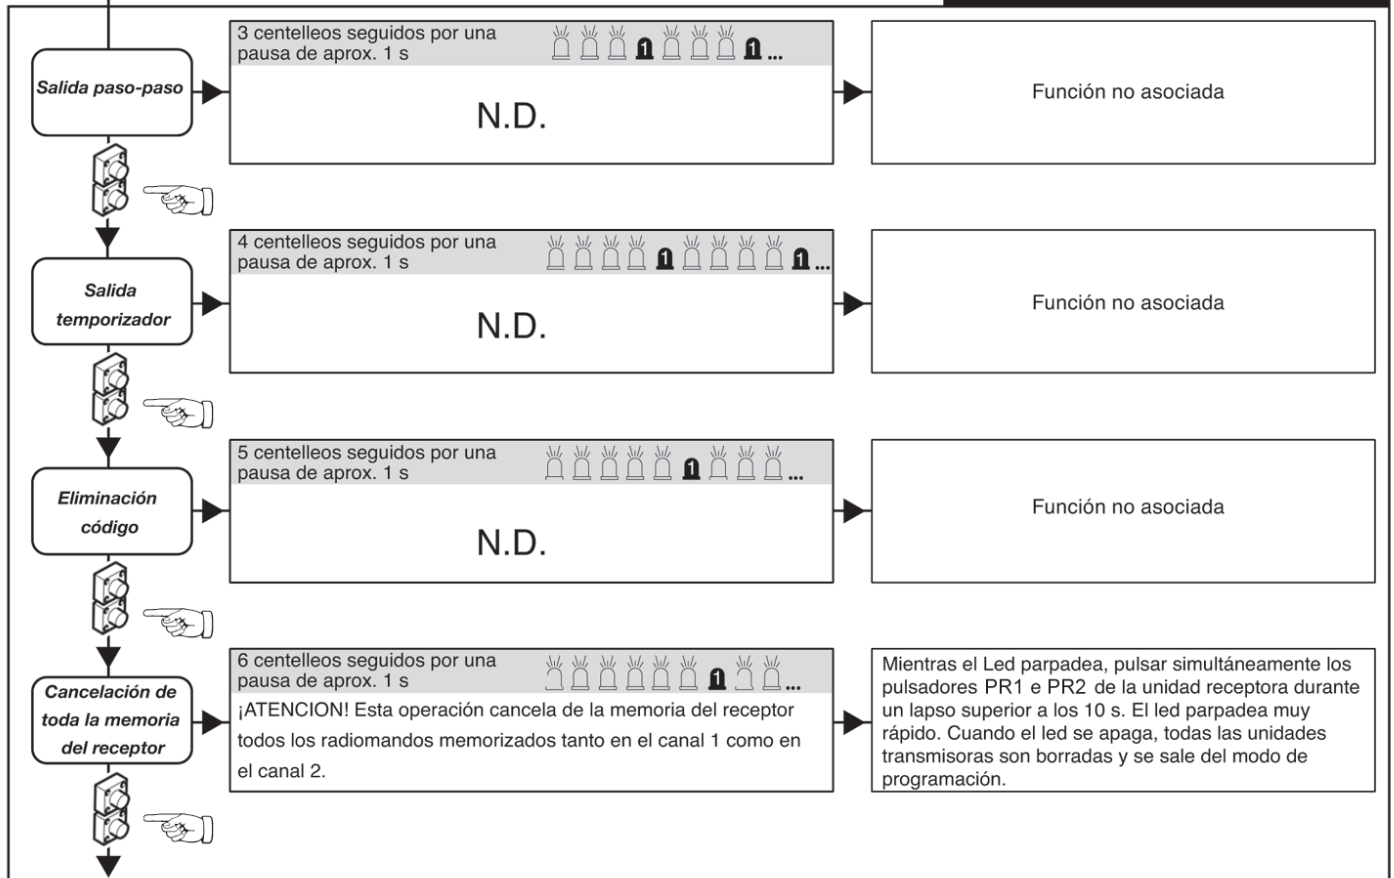 Salida paso-paso
3 centelleos seguidos por una
pausa de aprox. 1 s
1 1 ...
N.D.
Función no asociada
Salida
temporizador
4 centelleos seguidos por una
pausa de aprox. 1 s
1 1 ...
N.D.
Función no asociada
Eliminación
código
5 centelleos seguidos por una
pausa de aprox. 1 s
1 ...
N.D.
Función no asociada
Cancelación de
toda la memoria
del receptor
6 centelleos seguidos por una
pausa de aprox. 1 s
1 ...
¡ATENCION! Esta operación cancela de la memoria del receptor
todos los radiomandos memorizados tanto en el canal 1 como en
el canal 2.
Mientras el Led parpadea, pulsar simultáneamente los
pulsadores PR1 e PR2 de la unidad receptora durante
un lapso superior a los 10 s. El led parpadea muy
rápido. Cuando el led se apaga, todas las unidades
transmisoras son borradas y se sale del modo de
programación.